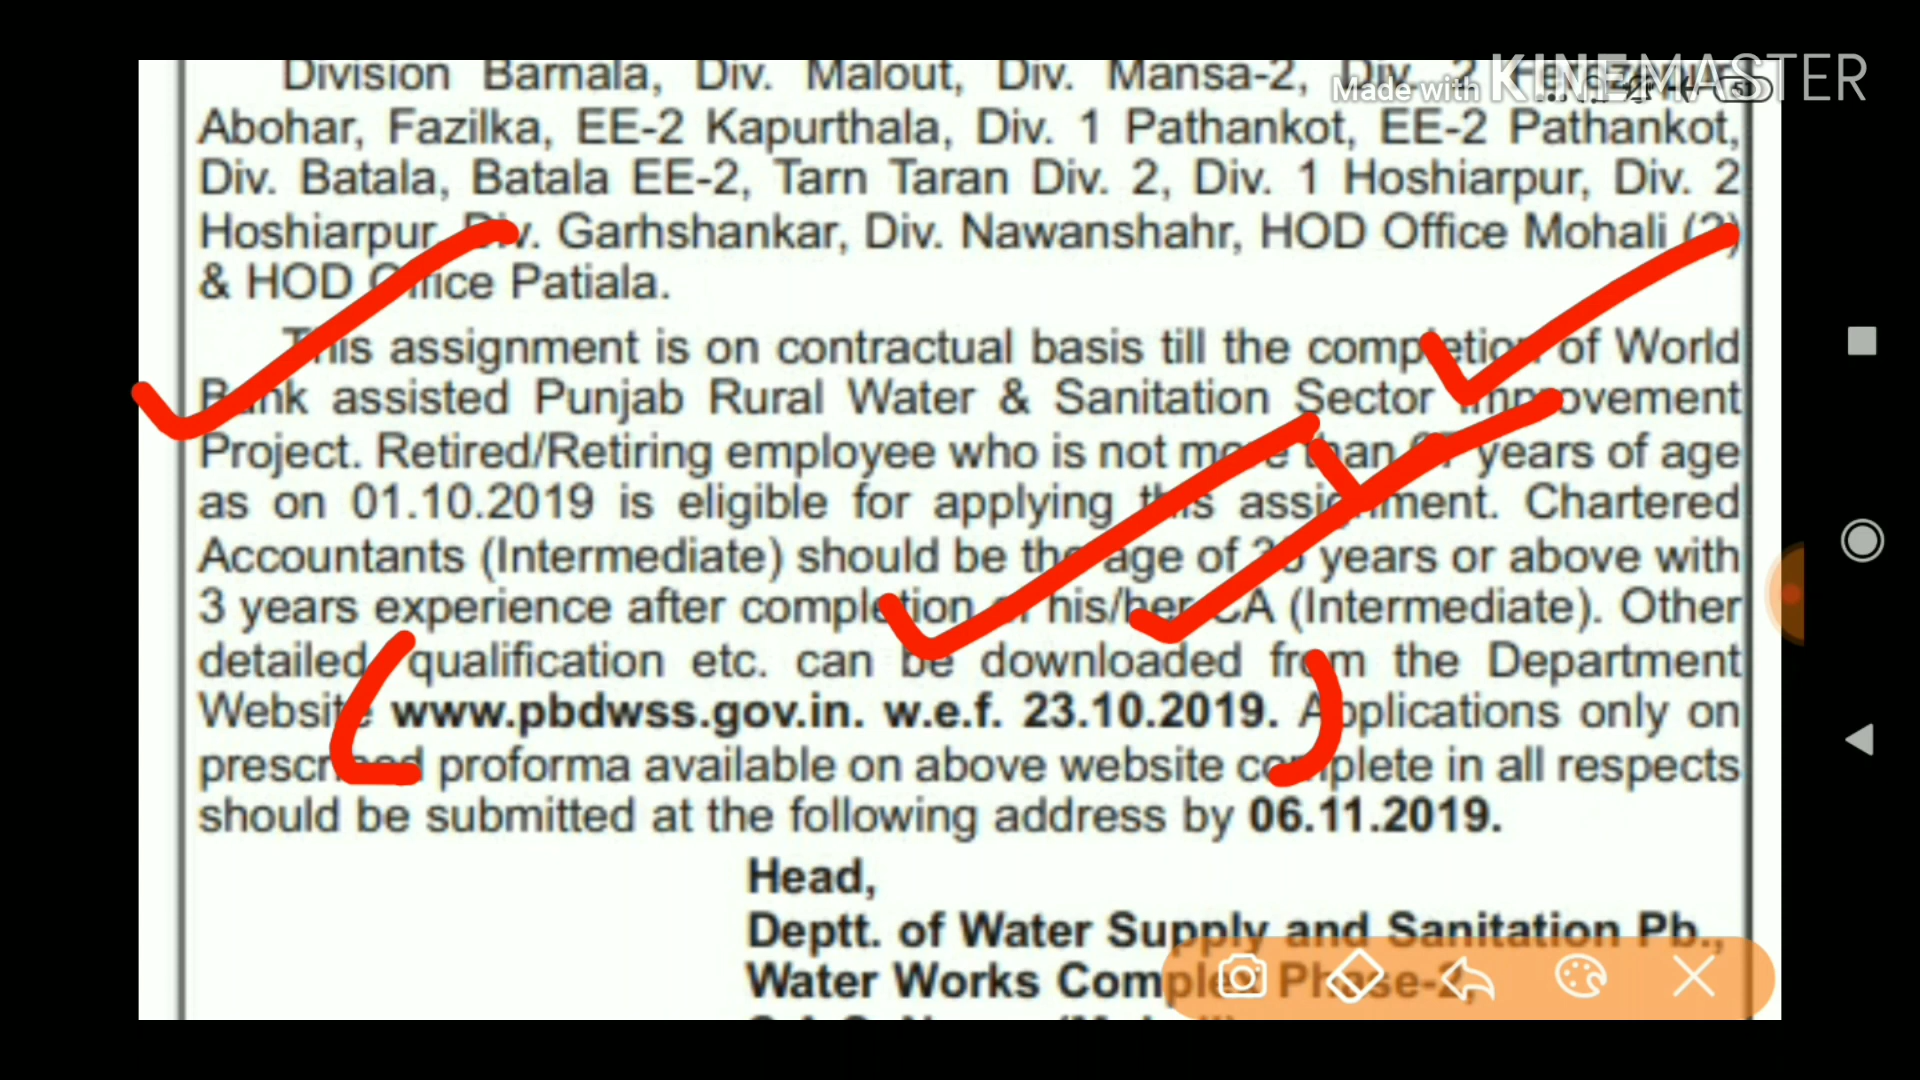 Made with KINEMASTER
Division Barnala, Div. Malout, Div. Mansa-2, Div. 2
Abohar, Fazilka, EE-2 Kapurthala, Div. 1 Pathankot, EE-2 Pathankot,
Div. Batala, Batala EE-2, Tarn Taran Div. 2, Div. 1 Hoshiarpur, Div. 2
Hoshiarpur, Div. Garhshankar, Div. Nawanshahr, HOD Office Mohali
& HOD Office Patiala.
This assignment is on contractual basis till the completion of World
Bank assisted Punjab Rural Water & Sanitation Sector Improvement
Project. Retired/Retiring employee who is not more than years of age
as on 01.10.2019 is eligible for applying this assignment. Chartered
Accountants (Intermediate) should be the age of years or above with
3 years experience after completion of his/her CA (Intermediate). Other
detailed qualification etc. can be downloaded from the Department
Website www.pbdwss.gov.in. w.e.f. 23.10.2019. Applications only on
prescribed proforma available on above website complete in all respects
should be submitted at the following address by 06.11.2019.
Head,
Deptt. of Water Supply and Sanitation Pb.,
Water Works Complex Phase-2,